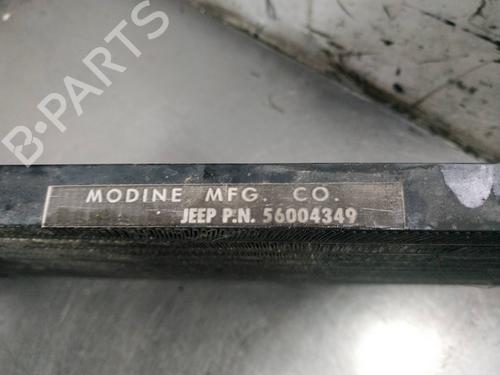 B-PARTS
MODINE MFG. CO.
JEEP P.N. 56004349